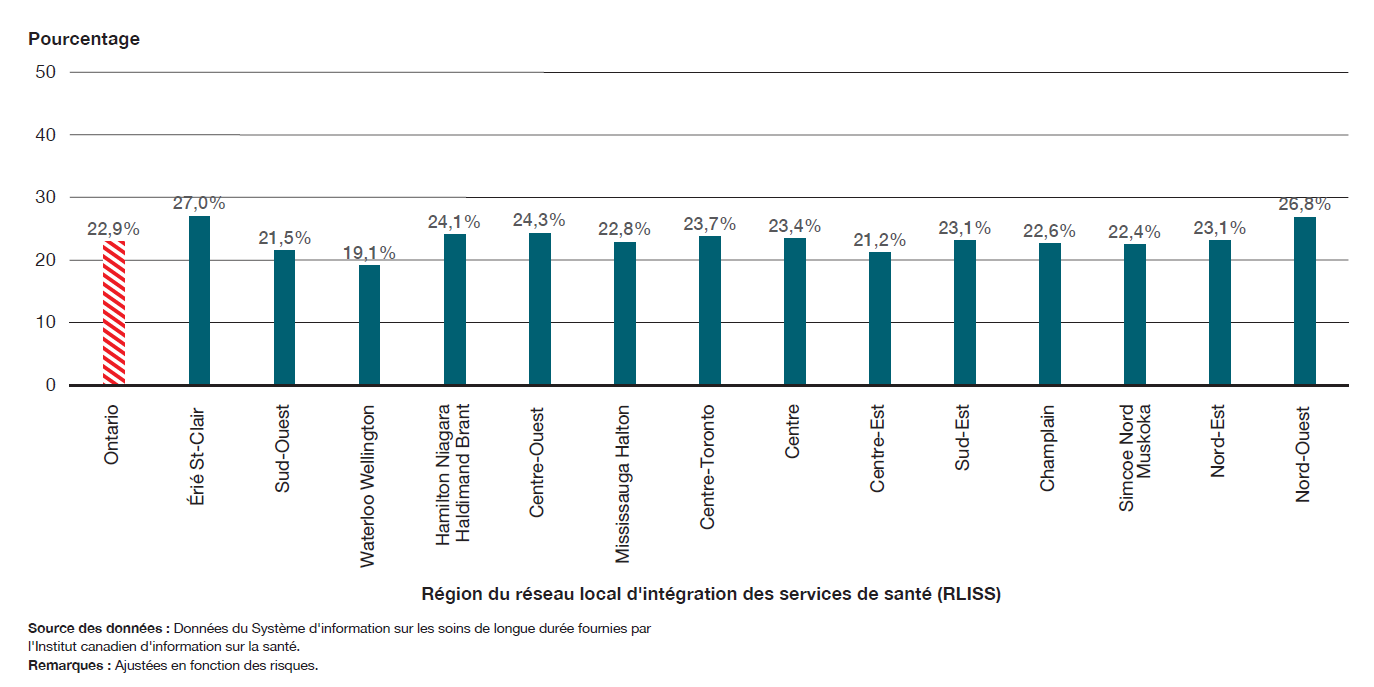 Pourcentage
50
40
30
20
10
0
22,9%
27,0%
21,5%
19,1%
24,1%
24,3%
22,8%
23,7%
23,4%
21,2%
23,1%
22,6%
22,4%
23,1%
26,8%
Ontario
Érié St-Clair
Sud-Ouest
Waterloo Wellington
Hamilton Niagara
Haldimand Brant
Centre-Ouest
Mississauga Halton
Centre-Toronto
Centre
Centre-Est
Sud-Est
Champlain
Simcoe Nord
Muskoka
Nord-Est
Nord-Ouest
Région du réseau local d'intégration des services de santé (RLISS)
Source des données : Données du Système d'information sur les soins de longue durée fournies par
l'Institut canadien d'information sur la santé.
Remarques : Ajustées en fonction des risques.